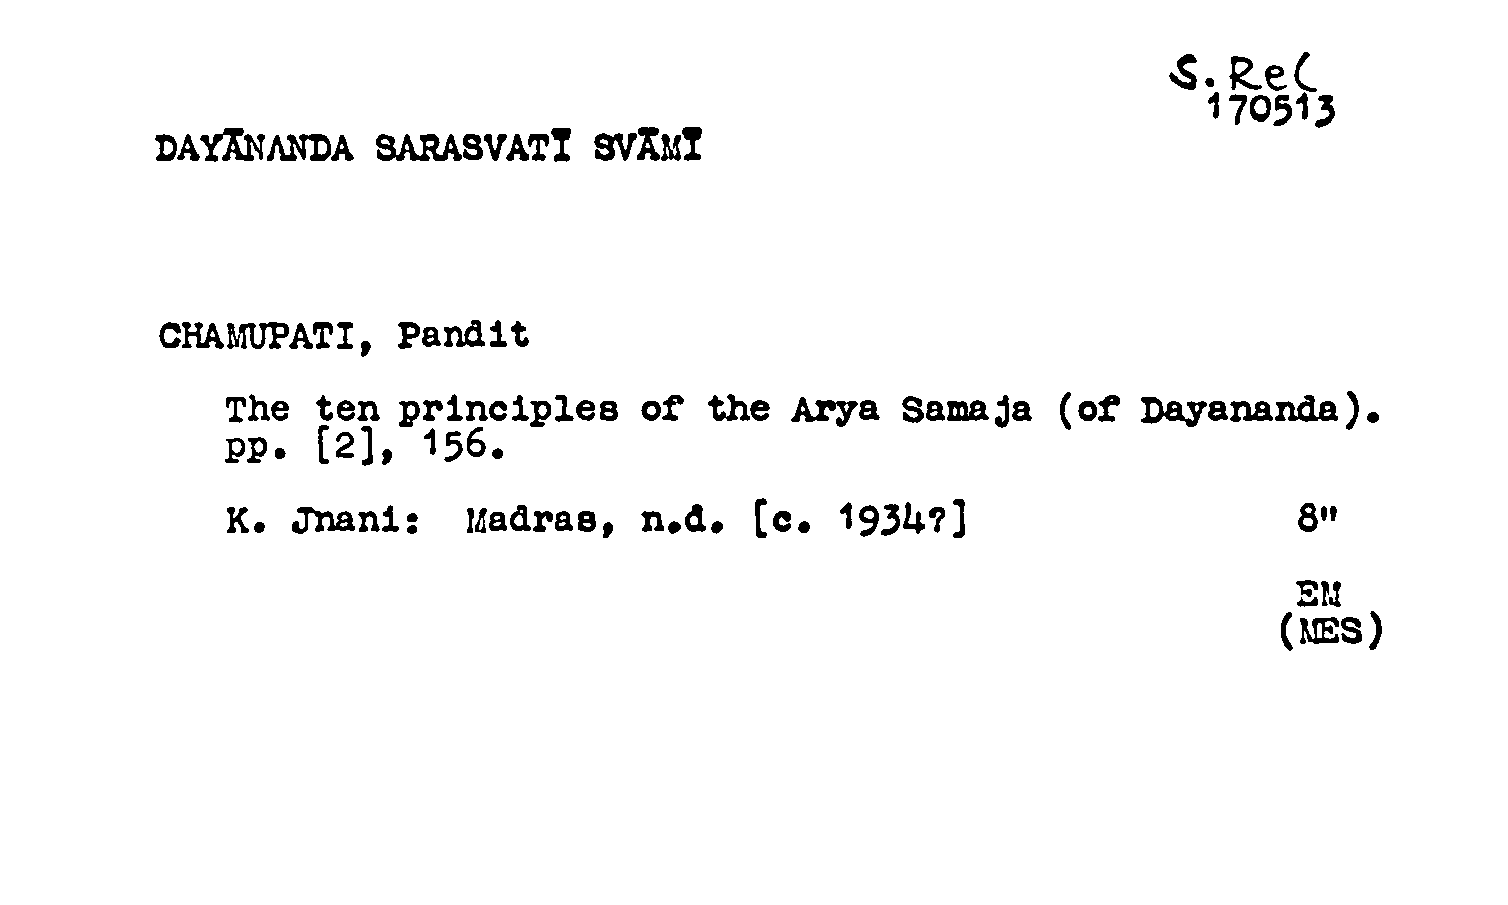 S. Rel
170513
DAYĀNANDA SARASVATĪ SVĀMĪ
CHAMUPATI, Pandit
The ten principles of the Arya Samaja (of Dayananda).
pp. [2], 156.
K. Jnani: Madras, n.d. [c. 1934?] 8"
EM
(MES)